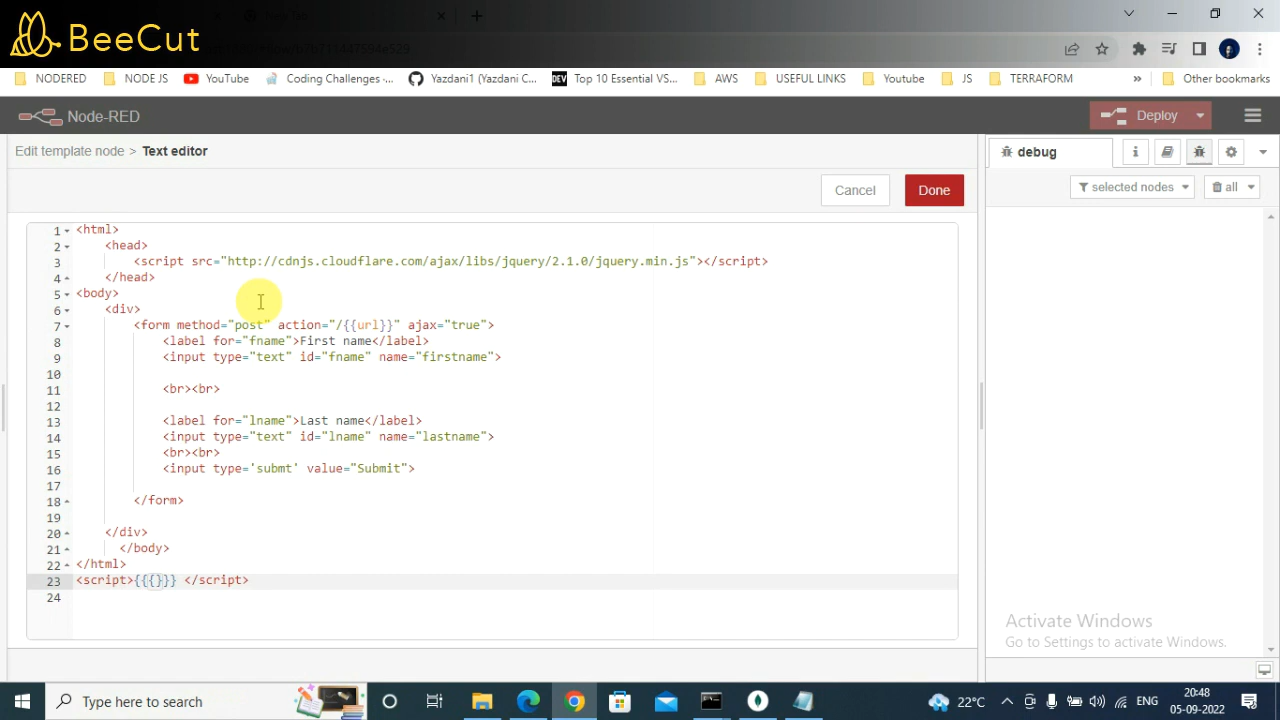 BeeCut
NODERED NODE JS YouTube Coding Challenges -... Yazdani1 (Yazdani C... DEV Top 10 Essential VS... AWS USEFUL LINKS Youtube JS TERRAFORM » Other bookmarks
Node-RED Deploy
Edit template node > Text editor debug
selected nodes all
Cancel Done
1 <html>
2 <head>
3 <script src="http://cdnjs.cloudflare.com/ajax/libs/jquery/2.1.0/jquery.min.js"></script>
4 </head>
5 <body>
6 <div>
7 <form method="post" action="/{{url}}" ajax="true">
8 <label for="fname">First name</label>
9 <input type="text" id="fname" name="firstname">
10
11 <br><br>
12
13 <label for="lname">Last name</label>
14 <input type="text" id="lname" name="lastname">
15 <br><br>
16 <input type='submt' value="Submit">
17
18 </form>
19
20 </div>
21 </body>
22 </html>
23 <script>{{{}}} </script>
24
Activate Windows
Go to Settings to activate Windows.
Type here to search 22°C ENG 20:48
05-09-2022